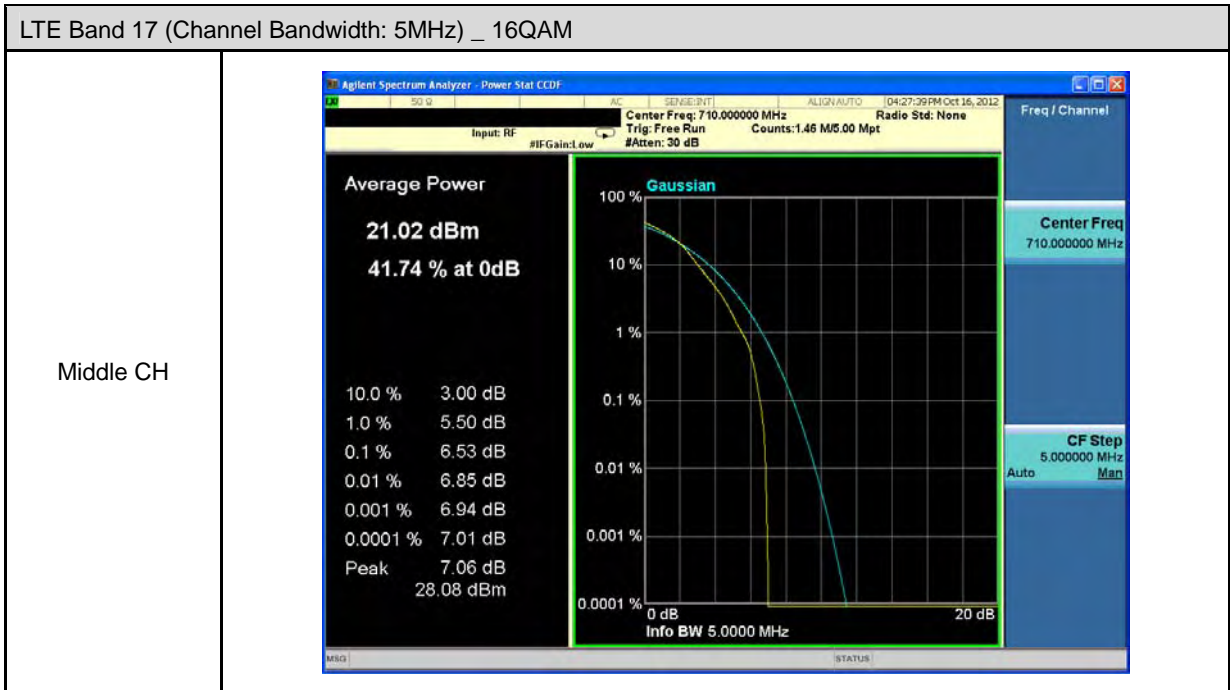 LTE Band 17 (Channel Bandwidth: 5MHz) _ 16QAM
Middle CH
Agilent Spectrum Analyzer - Power Stat CCDF
50 Ω AC SENSE:INT ALIGN AUTO 04:27:39 PM Oct 16, 2012
Center Freq: 710.000000 MHz Radio Std: None
Input: RF Trig: Free Run Counts:1.46 M/5.00 Mpt
#IFGain:Low #Atten: 30 dB
Freq / Channel
Average Power
21.02 dBm
41.74 % at 0dB
10.0 % 3.00 dB
1.0 % 5.50 dB
0.1 % 6.53 dB
0.01 % 6.85 dB
0.001 % 6.94 dB
0.0001 % 7.01 dB
Peak 7.06 dB
28.08 dBm
Gaussian
100 %
10 %
1 %
0.1 %
0.01 %
0.001 %
0.0001 %
0 dB 20 dB
Info BW 5.0000 MHz
Center Freq
710.000000 MHz
CF Step
5.000000 MHz
Auto Man
MSG STATUS